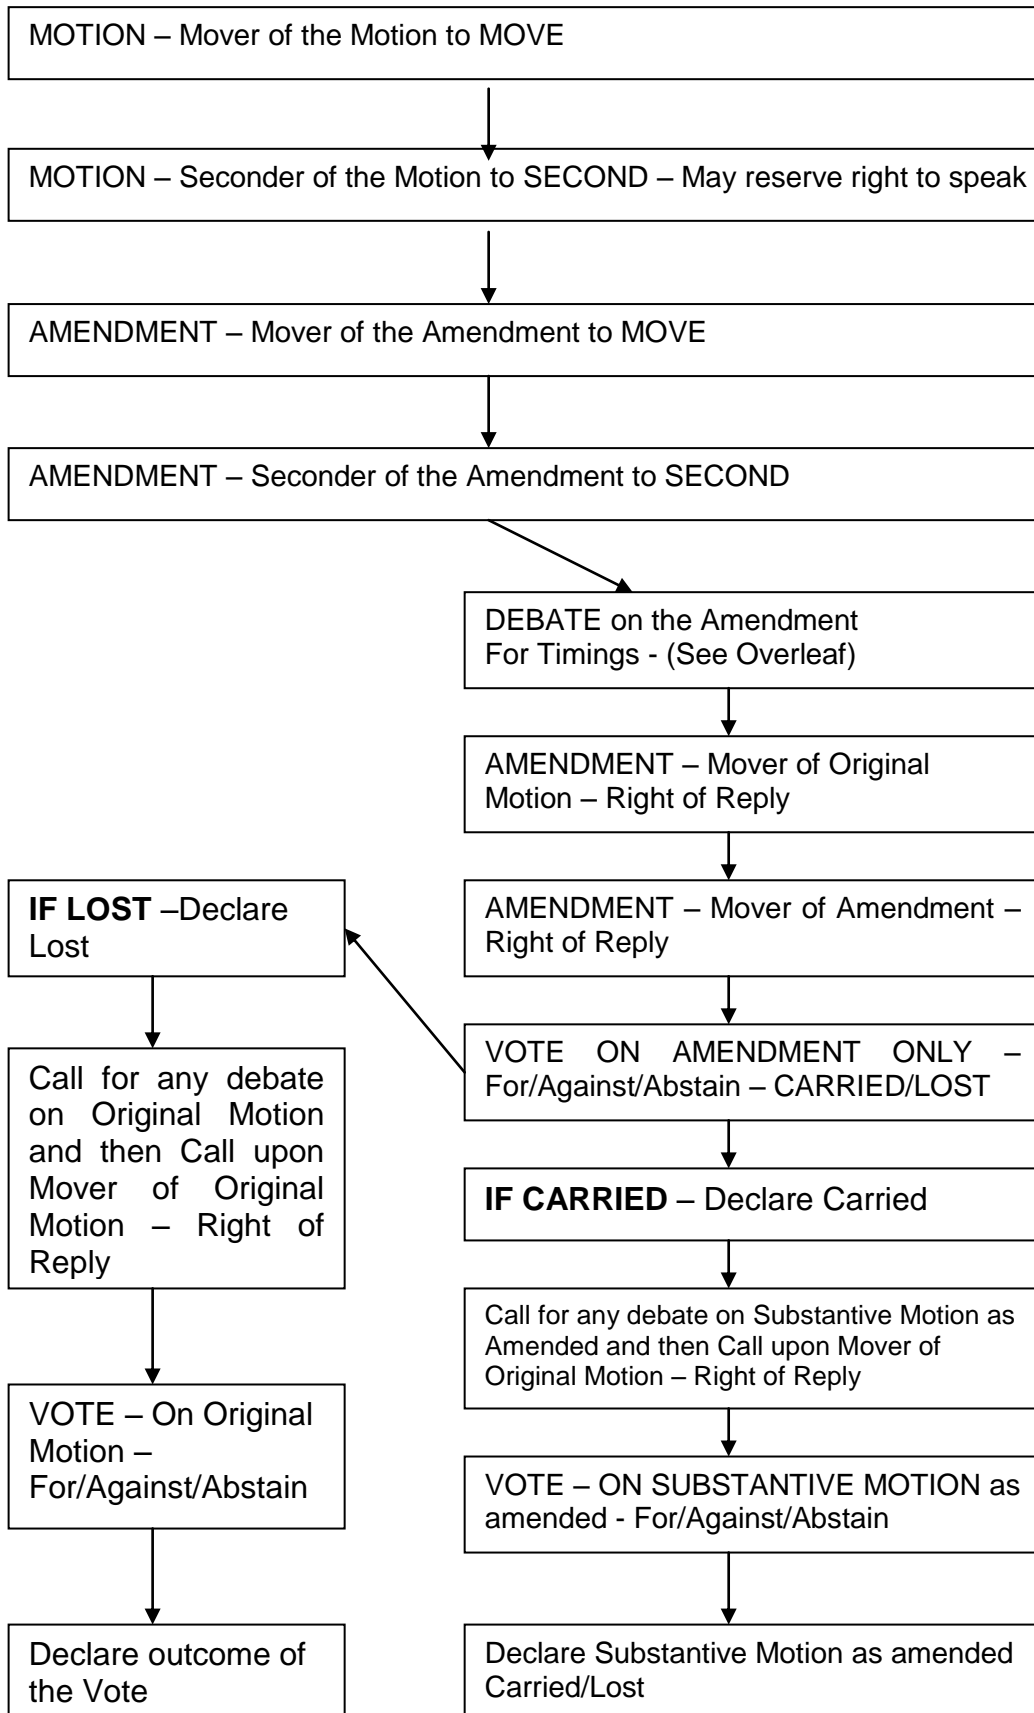 MOTION – Mover of the Motion to MOVE
MOTION – Seconder of the Motion to SECOND – May reserve right to speak
AMENDMENT – Mover of the Amendment to MOVE
AMENDMENT – Seconder of the Amendment to SECOND
DEBATE on the Amendment
For Timings - (See Overleaf)
AMENDMENT – Mover of Original
Motion – Right of Reply
AMENDMENT – Mover of Amendment –
Right of Reply
VOTE ON AMENDMENT ONLY –
For/Against/Abstain – CARRIED/LOST
IF LOST –Declare
Lost
Call for any debate
on Original Motion
and then Call upon
Mover of Original
Motion – Right of
Reply
VOTE – On Original
Motion –
For/Against/Abstain
Declare outcome of
the Vote
IF CARRIED – Declare Carried
Call for any debate on Substantive Motion as
Amended and then Call upon Mover of
Original Motion – Right of Reply
VOTE – ON SUBSTANTIVE MOTION as
amended - For/Against/Abstain
Declare Substantive Motion as amended
Carried/Lost